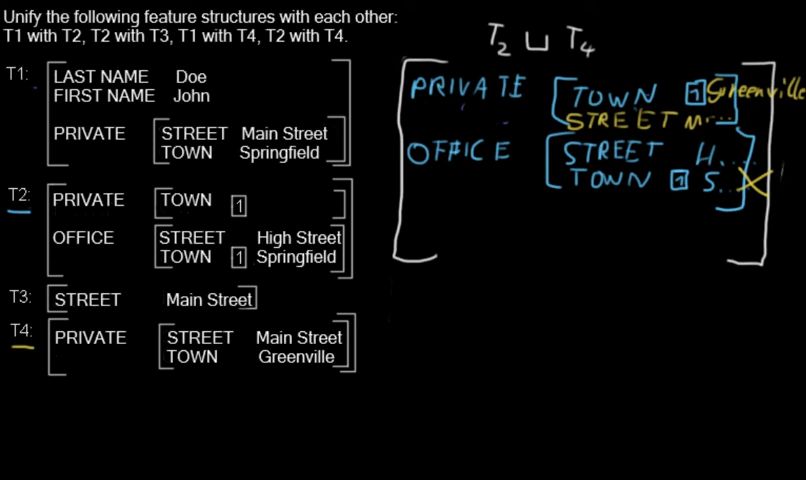 Unify the following feature structures with each other:
T1 with T2, T2 with T3, T1 with T4, T2 with T4.
T1:
LAST NAME Doe
FIRST NAME John
PRIVATE STREET Main Street
TOWN Springfield
T2:
PRIVATE TOWN 1
OFFICE STREET High Street
TOWN 1 Springfield
T3: STREET Main Street
T4:
PRIVATE STREET Main Street
TOWN Greenville
T2 ⊔ T4
PRIVATE TOWN 1 Greenville
STREET M...
OFFICE STREET H...
TOWN 1 S...